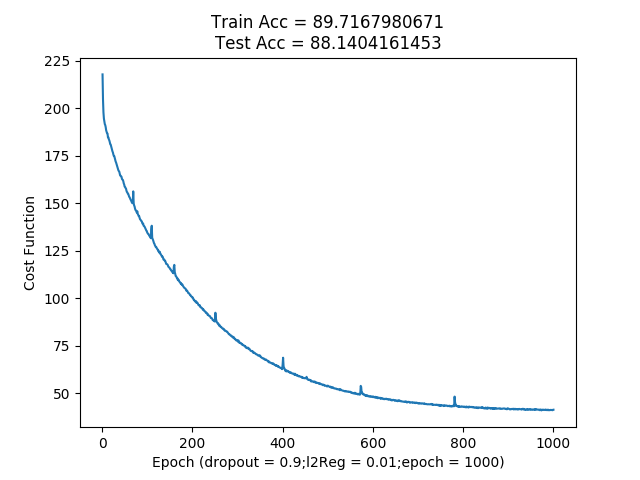 Train Acc = 89.7167980671
Test Acc = 88.1404161453
225
200
175
150
125
100
75
50
Cost Function
0 200 400 600 800 1000
Epoch (dropout = 0.9;l2Reg = 0.01;epoch = 1000)